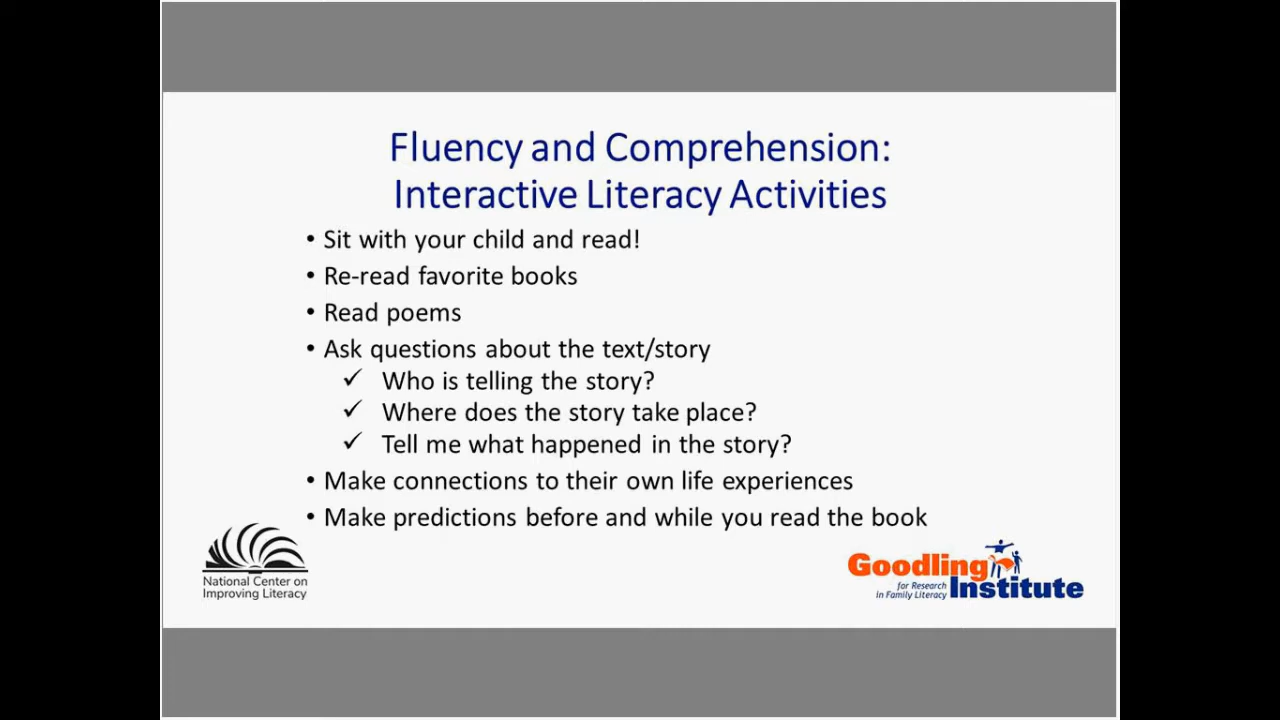 Fluency and Comprehension:
Interactive Literacy Activities
• Sit with your child and read!
• Re-read favorite books
• Read poems
• Ask questions about the text/story
✓ Who is telling the story?
✓ Where does the story take place?
✓ Tell me what happened in the story?
• Make connections to their own life experiences
• Make predictions before and while you read the book
National Center on
Improving Literacy
Goodling
for Research
in Family Literacy
Institute